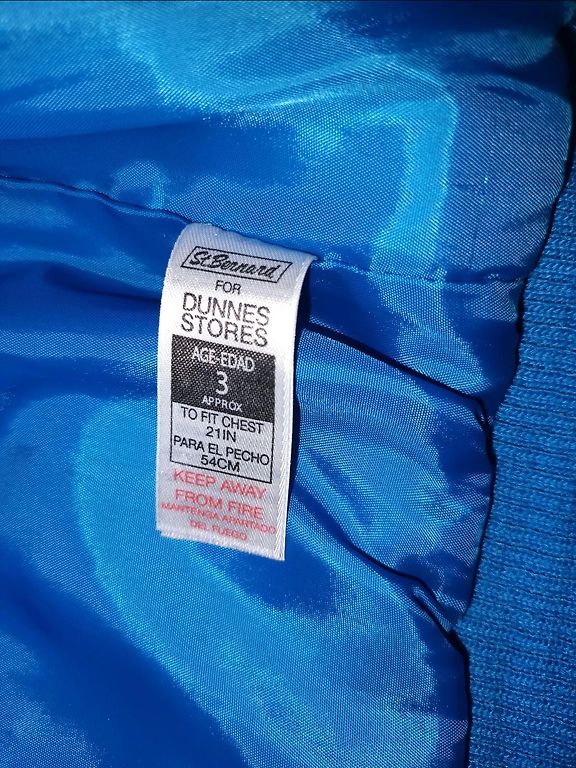 St.Bernard
FOR
DUNNES
STORES
AGE-EDAD
3
APPROX
TO FIT CHEST
21IN
PARA EL PECHO
54CM
KEEP AWAY
FROM FIRE
MANTENGA APARTADO
DEL FUEGO